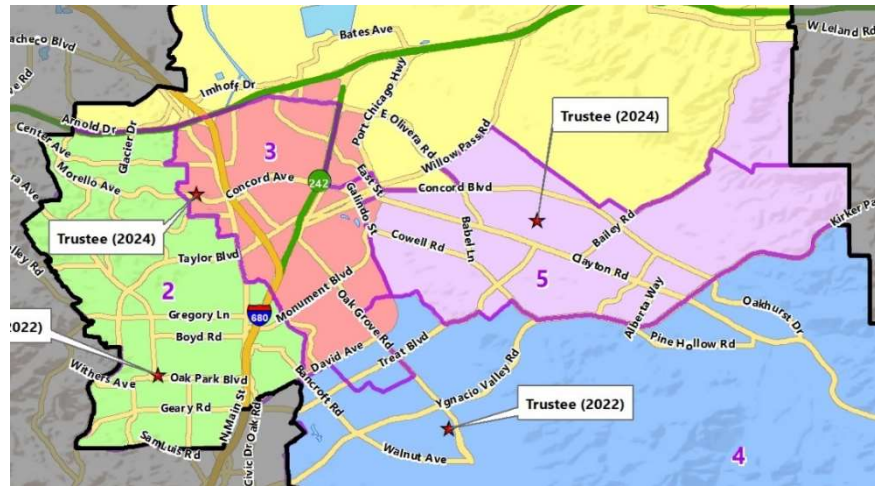 W Leland Rd
Bates Ave
Pacheco Blvd
Imhoff Dr
Port Chicago Hwy
Arnold Dr
Glacier Dr
Center Ave
E Olivera Rd
Willow Pass Rd
Trustee (2024)
3
Morello Ave
Concord Ave
242
East St
Concord Blvd
Galindo St
Babel Ln
Bailey Rd
Kirker Pa
Trustee (2024)
Cowell Rd
Taylor Blvd
5
Clayton Rd
2
Alberta Way
Oakhurst Dr
Monument Blvd
Gregory Ln
680
Oak Grove Rd
2022)
Boyd Rd
Pine Hollow Rd
David Ave
Treat Blvd
Withers Ave
Oak Park Blvd
Ygnacio Valley Rd
Bancroft Rd
Trustee (2022)
Geary Rd
N Main St
Oak Rd
San Luis Rd
Civic Dr
Walnut Ave
4